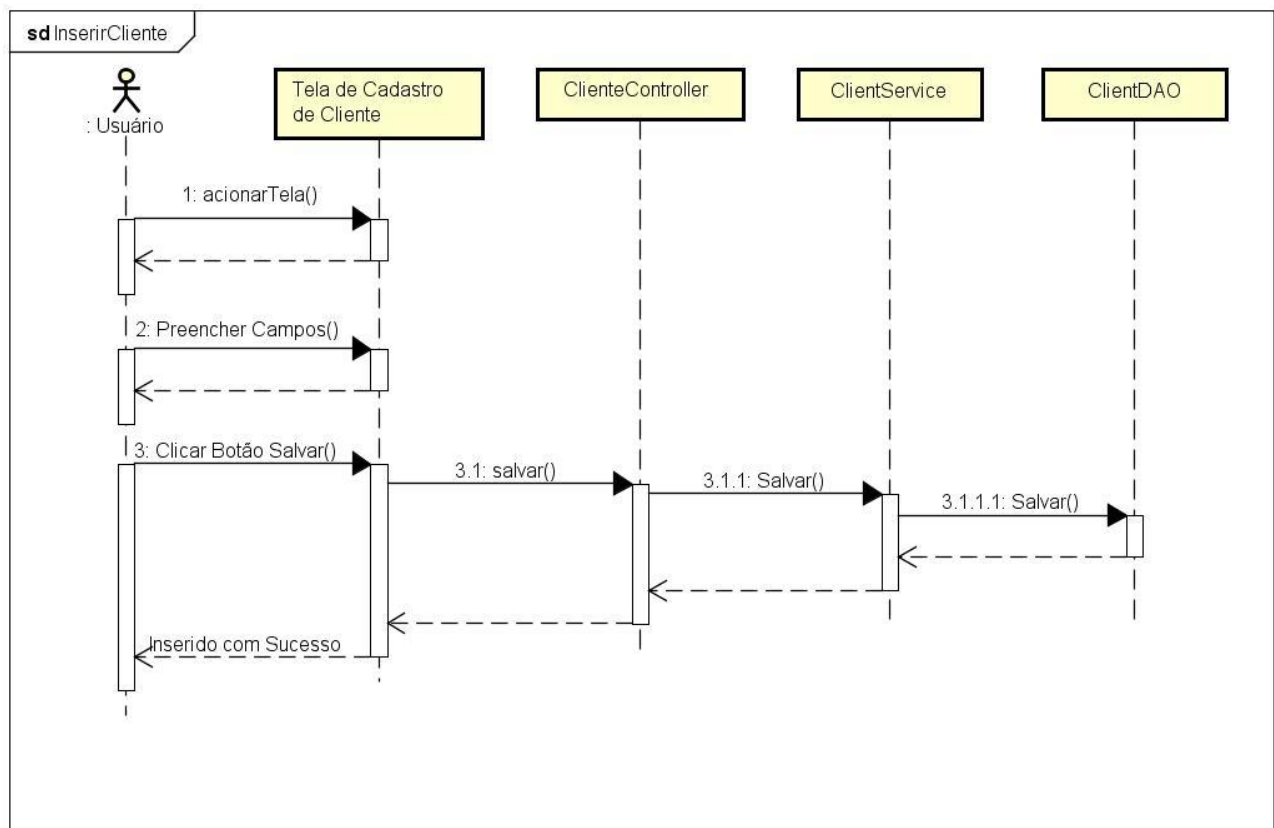 sd InserirCliente
: Usuário
Tela de Cadastro
de Cliente
ClienteController
ClientService
ClientDAO
1: acionarTela()
2: Preencher Campos()
3: Clicar Botão Salvar()
3.1: salvar()
3.1.1: Salvar()
3.1.1.1: Salvar()
Inserido com Sucesso